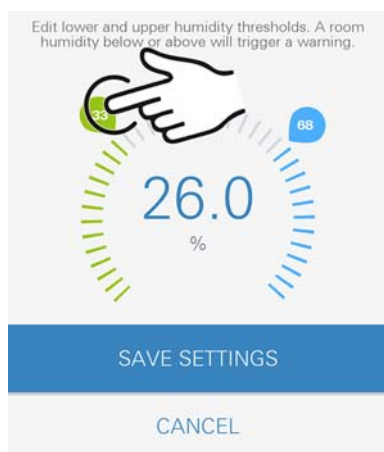 Edit lower and upper humidity thresholds. A room
humidity below or above will trigger a warning.
33
68
26.0
%
SAVE SETTINGS
CANCEL